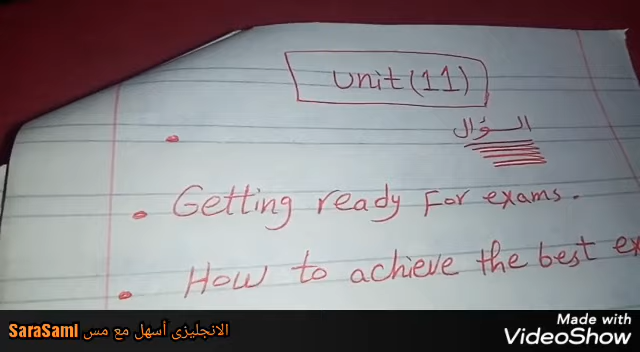 unit (11)
السؤال
Getting ready For exams.
How to achieve the best ex
الانجليزى أسهل مع مس SaraSamI
Made with
VideoShow